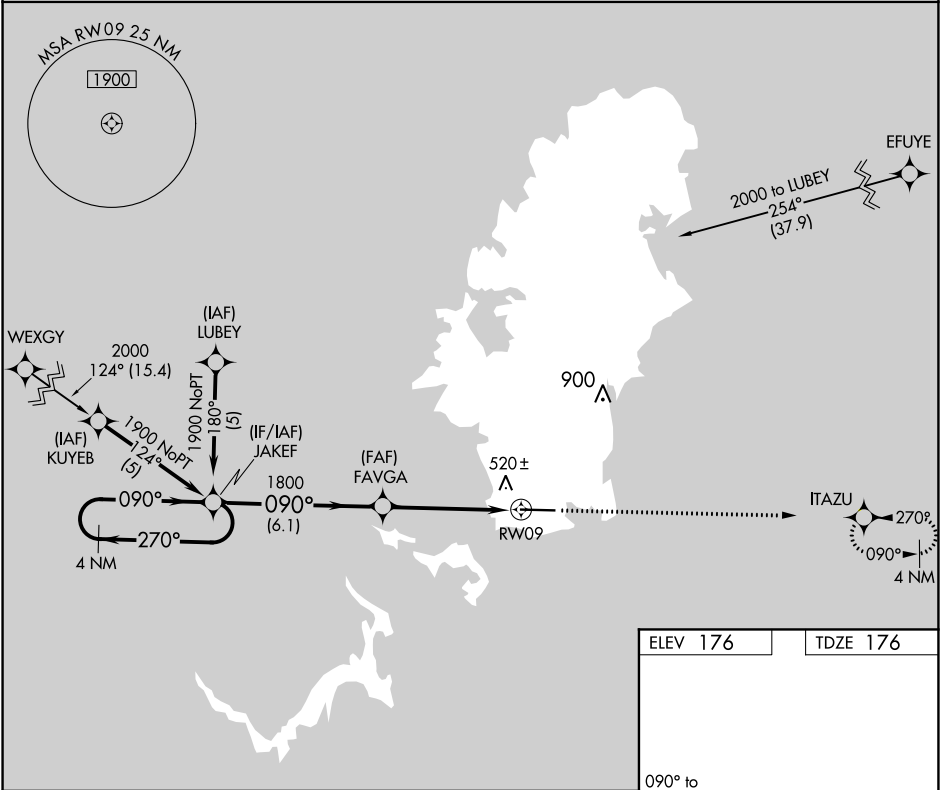 MSA RW09 25 NM
1900
EFUYE
2000 to LUBEY
254°
(37.9)
(IAF)
LUBEY
WEXGY
2000
124° (15.4)
1900 NoPT
180°
(5)
(IAF)
KUYEB
1900 NoPT
124°
(5)
(IF/IAF)
JAKEF
900
520±
(FAF)
FAVGA
1800
090°
(6.1)
090°
270°
4 NM
RW09
ITAZU
270°
090°
4 NM
ELEV 176
TDZE 176
090° to